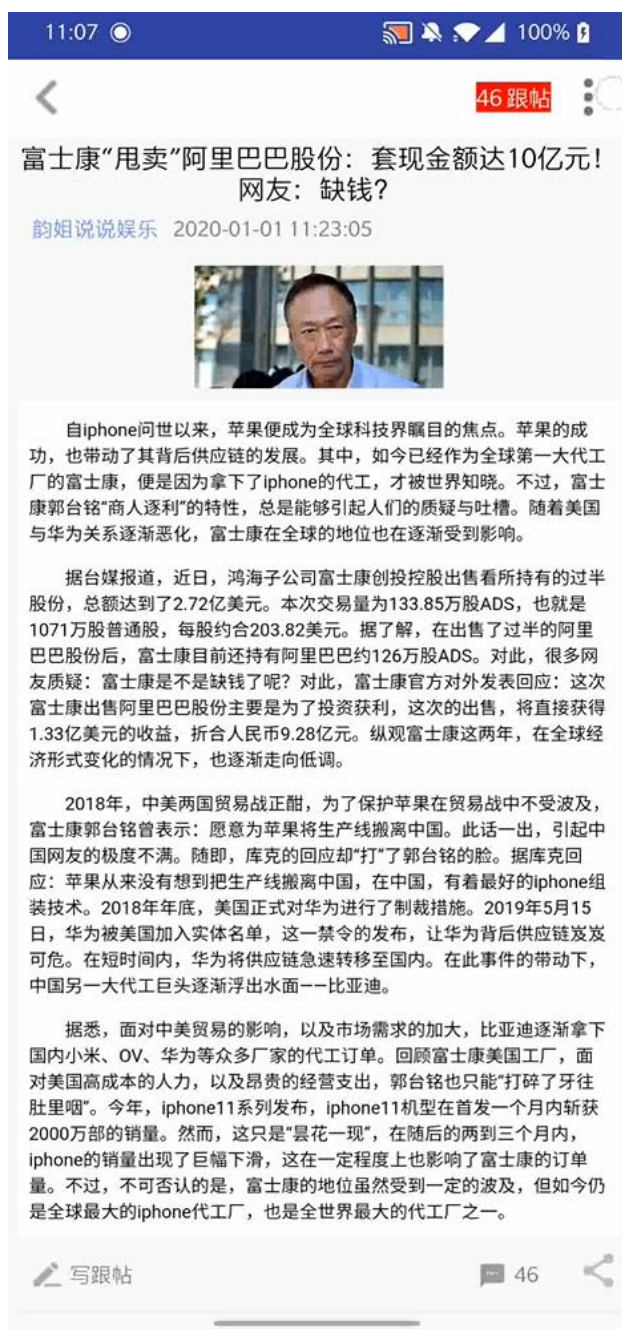 11:07
100%
46 跟帖
富士康“甩卖”阿里巴巴股份：套现金额达10亿元！
网友：缺钱？
韵姐说说娱乐 2020-01-01 11:23:05
自iphone问世以来，苹果便成为全球科技界瞩目的焦点。苹果的成
功，也带动了其背后供应链的发展。其中，如今已经作为全球第一大代工
厂的富士康，便是因为拿下了iphone的代工，才被世界知晓。不过，富士
康郭台铭“商人逐利”的特性，总是能够引起人们的质疑与吐槽。随着美国
与华为关系逐渐恶化，富士康在全球的地位也在逐渐受到影响。
据台媒报道，近日，鸿海子公司富士康创投控股出售看所持有的过半
股份，总额达到了2.72亿美元。本次交易量为133.85万股ADS，也就是
1071万股普通股，每股约合203.82美元。据了解，在出售了过半的阿里
巴巴股份后，富士康目前还持有阿里巴巴约126万股ADS。对此，很多网
友质疑：富士康是不是缺钱了呢？对此，富士康官方对外发表回应：这次
富士康出售阿里巴巴股份主要是为了投资获利，这次的出售，将直接获得
1.33亿美元的收益，折合人民币9.28亿元。纵观富士康这两年，在全球经
济形式变化的情况下，也逐渐走向低调。
2018年，中美两国贸易战正酣，为了保护苹果在贸易战中不受波及，
富士康郭台铭曾表示：愿意为苹果将生产线搬离中国。此话一出，引起中
国网友的极度不满。随即，库克的回应却“打”了郭台铭的脸。据库克回
应：苹果从来没有想到把生产线搬离中国，在中国，有着最好的iphone组
装技术。2018年年底，美国正式对华为进行了制裁措施。2019年5月15
日，华为被美国加入实体名单，这一禁令的发布，让华为背后供应链岌岌
可危。在短时间内，华为将供应链急速转移至国内。在此事件的带动下，
中国另一大代工巨头逐渐浮出水面——比亚迪。
据悉，面对中美贸易的影响，以及市场需求的加大，比亚迪逐渐拿下
国内小米、OV、华为等众多厂家的代工订单。回顾富士康美国工厂，面
对美国高成本的人力，以及昂贵的经营支出，郭台铭也只能“打碎了牙往
肚里咽”。今年，iphone11系列发布，iphone11机型在首发一个月内斩获
2000万部的销量。然而，这只是“昙花一现”，在随后的两到三个月内，
iphone的销量出现了巨幅下滑，这在一定程度上也影响了富士康的订单
量。不过，不可否认的是，富士康的地位虽然受到一定的波及，但如今仍
是全球最大的iphone代工厂，也是全世界最大的代工厂之一。
写跟帖
46